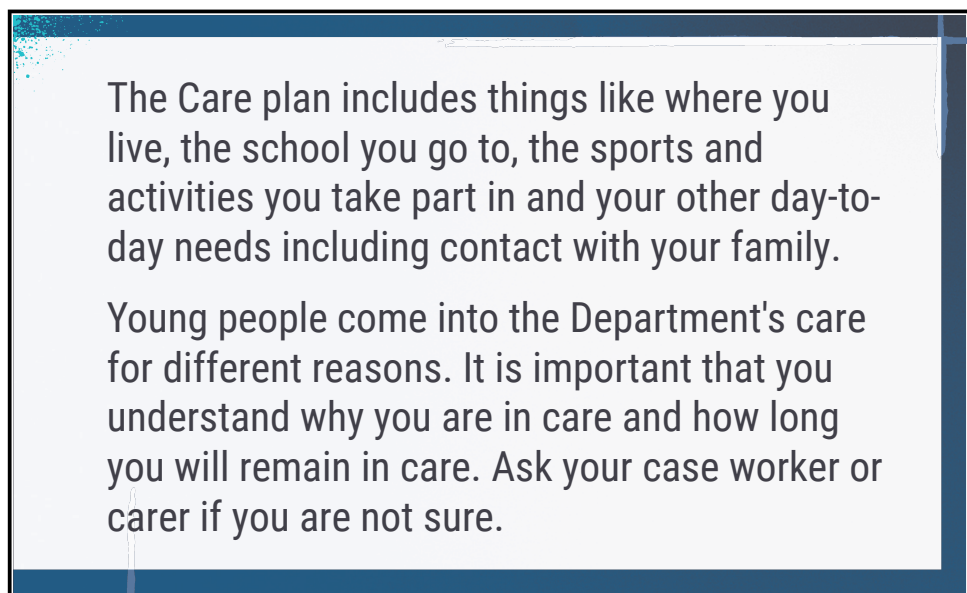 The Care plan includes things like where you
live, the school you go to, the sports and
activities you take part in and your other day-to-
day needs including contact with your family.
Young people come into the Department's care
for different reasons. It is important that you
understand why you are in care and how long
you will remain in care. Ask your case worker or
carer if you are not sure.